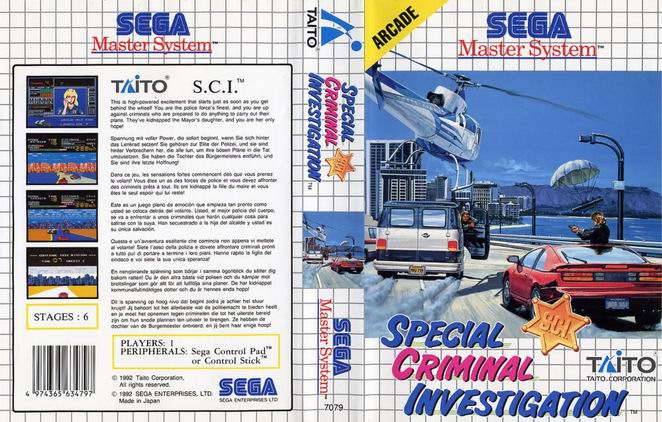 SEGA
Master System™
TAITO® S.C.I.™
This is high-powered excitement that starts just as soon as you get
behind the wheel! You are the police force's finest, and you are up
against criminals who are prepared to do anything to carry out their
plans. They've kidnapped the Mayor's daughter, and you are her only
hope!
Spannung mit voller Power, die sofort beginnt, wenn Sie sich hinter
das Lenkrad setzen! Sie gehören zur Elite der Polizei, und sie sind
hinter Verbrechern her, die alle tun, um ihre bösen Pläne in die Tat
umzusetzen. Sie haben die Tochter des Bürgermeisters entführt, und
Sie sind ihre letzte Hoffnung!
Dans ce jeu, les sensations fortes commencent dès que vous prenez
le volant! Vous êtes un as des forces de police et vous devez affronter
des criminels prêts à tout. Ils ont kidnappé la fille du maire et vous
êtes le seul espoir qui lui reste!
Este es un juego pleno de emoción que empieza tan pronto como
usted se coloca detrás del volante. Usted, el mejor policía del cuerpo,
se va a enfrentar a unos criminales que harán cualquier cosa para
salirse con la suya. Han secuestrado a la hija del alcalde y usted es
su única salvación.
Questa e un'avventura esaltante che comincia non appena vi mettete
al volante! Siete l'asso della polizia e dovete affrontare criminali pronti
a tutto pur di portare a termine i loro piani. Hanno rapito la figlia del
sindaco e voi siete la sua unica speranza!
En rengimande spänning som börjar i samma ögonblick du sätter dig
bakom ratten! Du är den allra bästa vid polisen och du kämpar mot
brottslingar som gör allt för att fullfölja sina planer. De har kidnappat
kommunalfullmäktiges dotter och du är hennes enda hopp!
Dit is spanning op hoog nivo dat begint zodra je achter het stuur
kruipt! Jij behoort tot het allerbeste wat de politiemacht te bieden heeft
en je moet het opnemen tegen criminelen die tot het uiterste bereid
zijn om hun snode plannen ten uitvoer te brengen. Ze hebben de
dochter van de Burgermeester ontvoerd, en jij bent haar enige hoop!
STAGES : 6
PLAYERS: 1
PERIPHERALS: Sega Control Pad™
or Control Stick™
4 974365 634797
© 1992 Taito Corporation,
All rights reserved.
© 1992 SEGA ENTERPRISES, LTD.
Made in Japan
SEGA
SEGA ENTERPRISES LTD
TAITO®
SPECIAL
CRIMINAL
INVESTIGATION™
SCI
SEGA
Master System™
7079
ARCADE
SEGA
Master System™
SCI
SPECIAL
CRIMINAL
INVESTIGATION™
TAITO®
TAITO CORPORATION